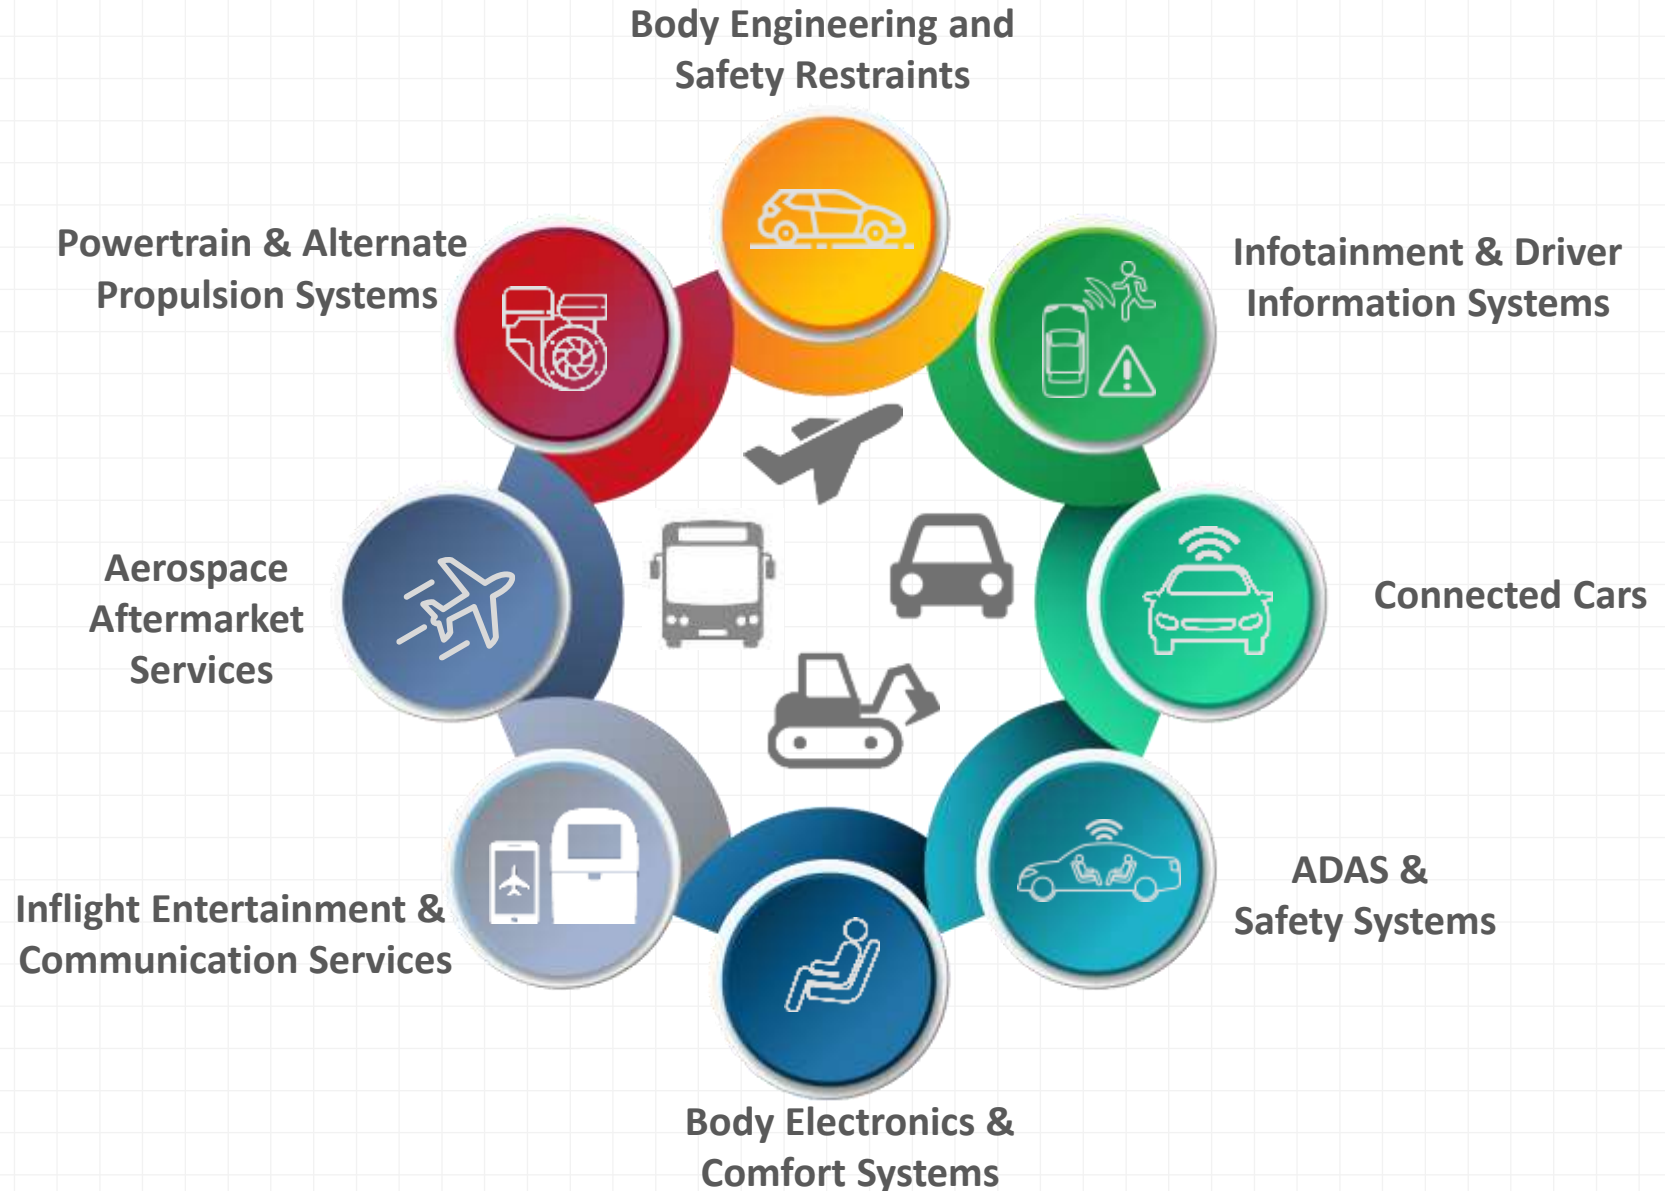 Body Engineering and
Safety Restraints
Powertrain & Alternate
Propulsion Systems
Infotainment & Driver
Information Systems
Aerospace
Aftermarket
Services
Connected Cars
Inflight Entertainment &
Communication Services
ADAS &
Safety Systems
Body Electronics &
Comfort Systems